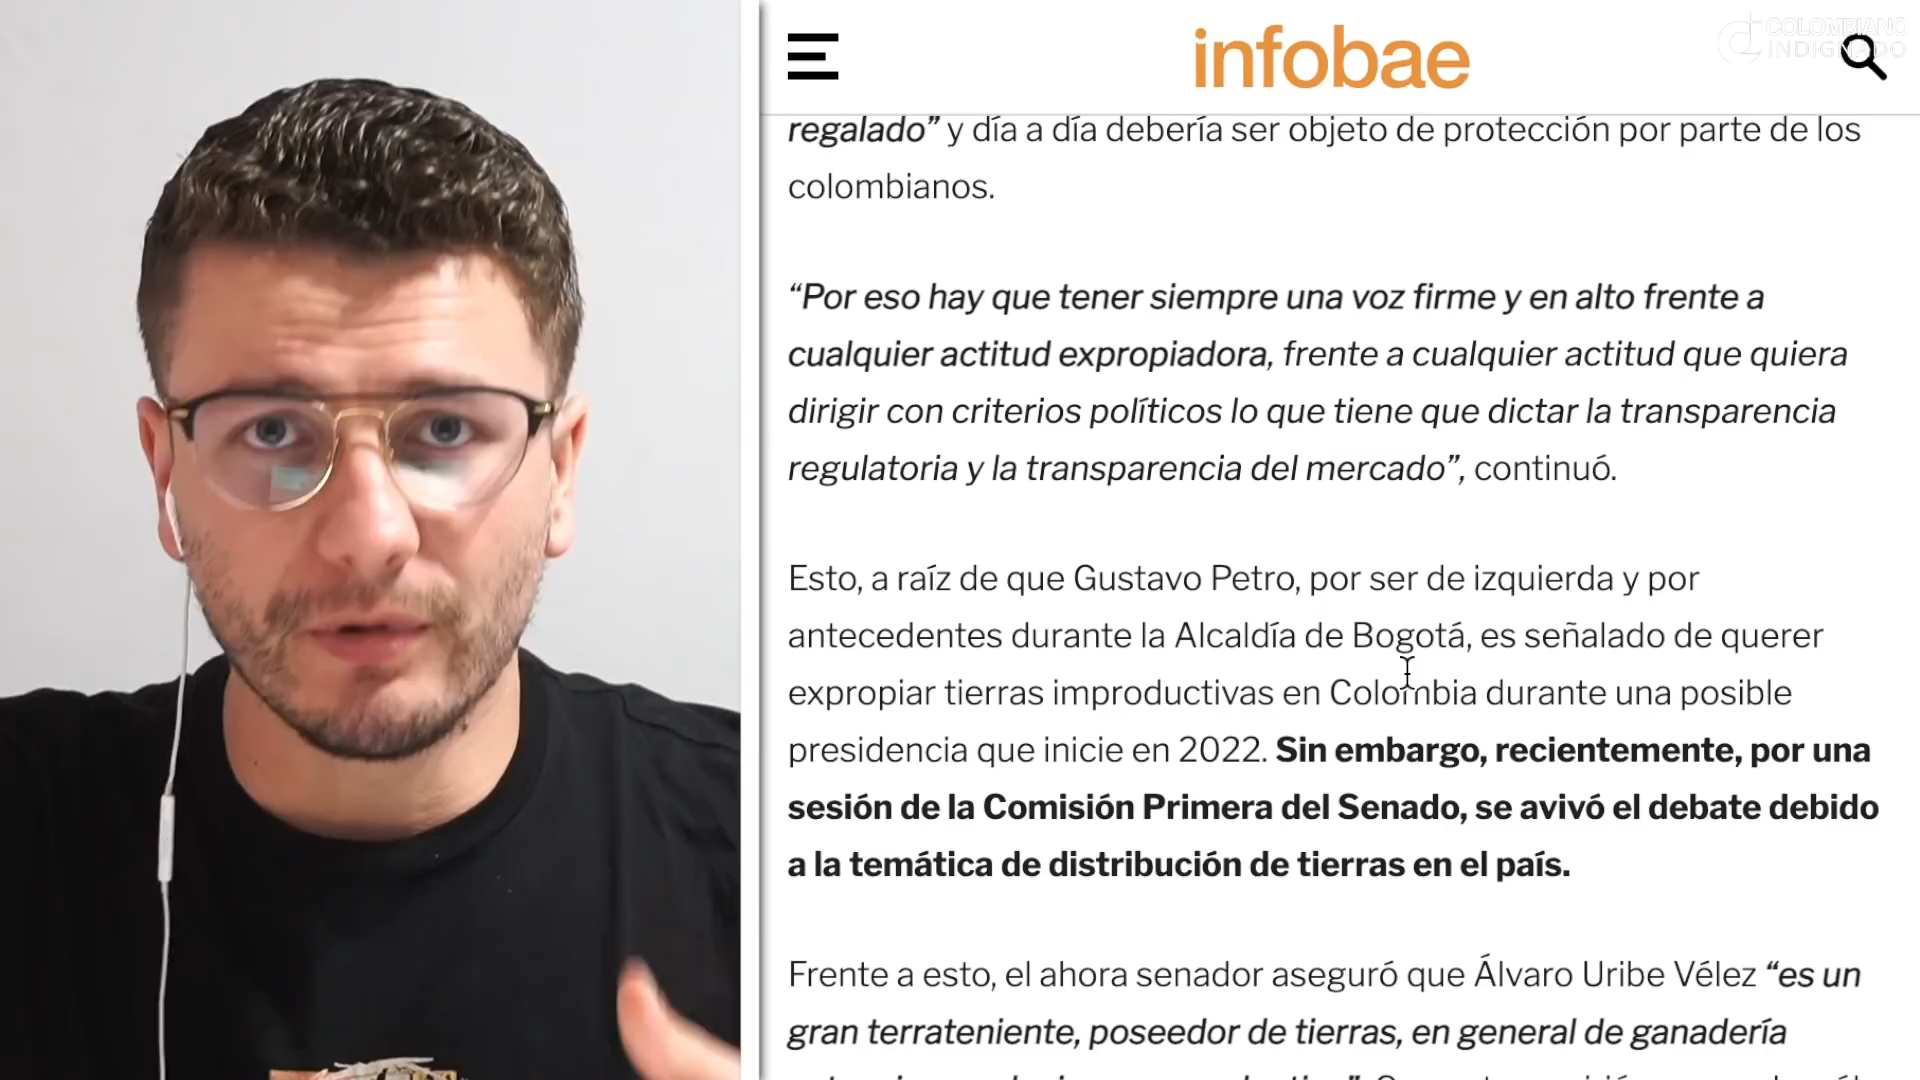 infobae
COLOMBIANO
INDIGNADO
regalado” y día a día debería ser objeto de protección por parte de los
colombianos.
“Por eso hay que tener siempre una voz firme y en alto frente a
cualquier actitud expropiadora, frente a cualquier actitud que quiera
dirigir con criterios políticos lo que tiene que dictar la transparencia
regulatoria y la transparencia del mercado”, continuó.
Esto, a raíz de que Gustavo Petro, por ser de izquierda y por
antecedentes durante la Alcaldía de Bogotá, es señalado de querer
expropiar tierras improductivas en Colombia durante una posible
presidencia que inicie en 2022. Sin embargo, recientemente, por una
sesión de la Comisión Primera del Senado, se avivó el debate debido
a la temática de distribución de tierras en el país.
Frente a esto, el ahora senador aseguró que Álvaro Uribe Vélez “es un
gran terrateniente, poseedor de tierras, en general de ganadería